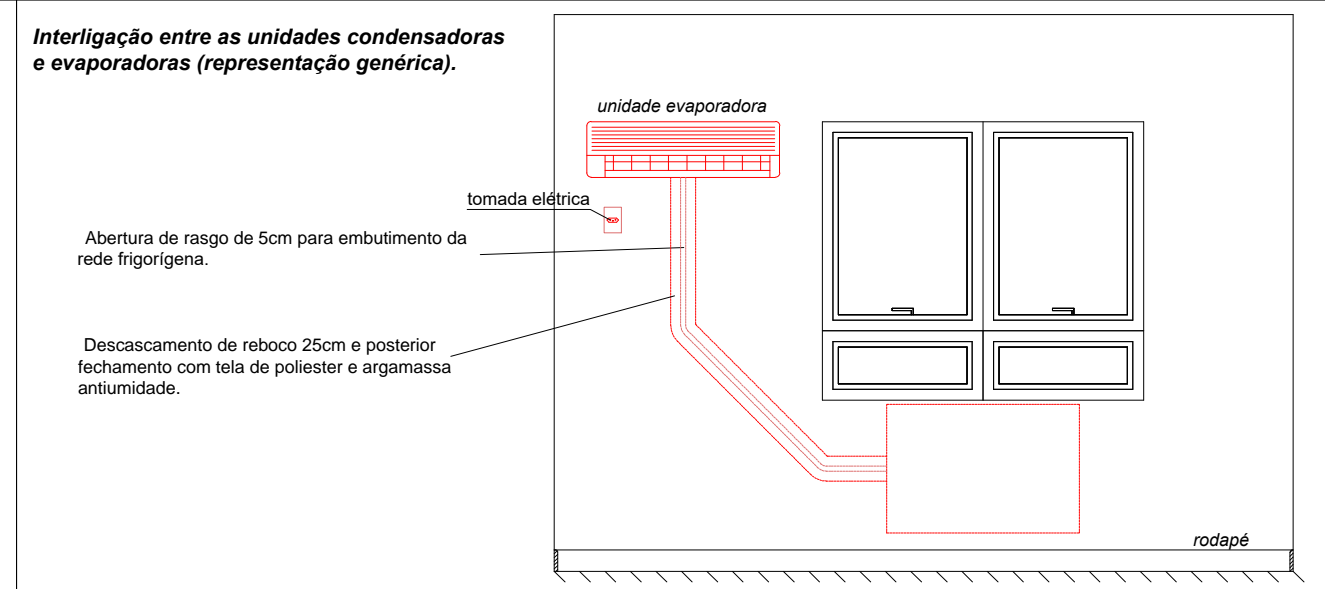 Interligação entre as unidades condensadoras
e evaporadoras (representação genérica).
unidade evaporadora
tomada elétrica
Abertura de rasgo de 5cm para embutimento da
rede frigorígena.
Descascamento de reboco 25cm e posterior
fechamento com tela de poliester e argamassa
antiumidade.
rodapé